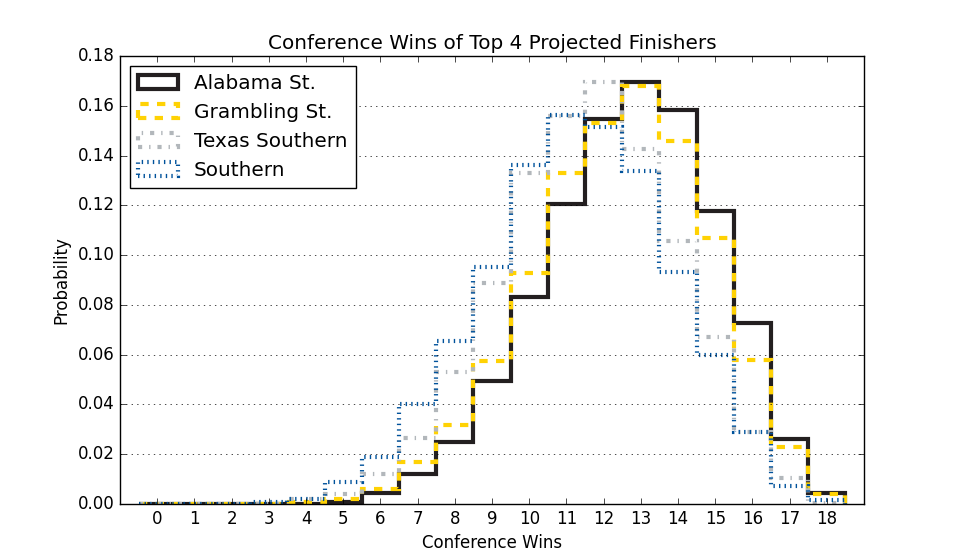 Conference Wins of Top 4 Projected Finishers
0.18
0.16
0.14
0.12
0.10
0.08
0.06
0.04
0.02
0.00
Probability
Alabama St.
Grambling St.
Texas Southern
Southern
0 1 2 3 4 5 6 7 8 9 10 11 12 13 14 15 16 17 18
Conference Wins